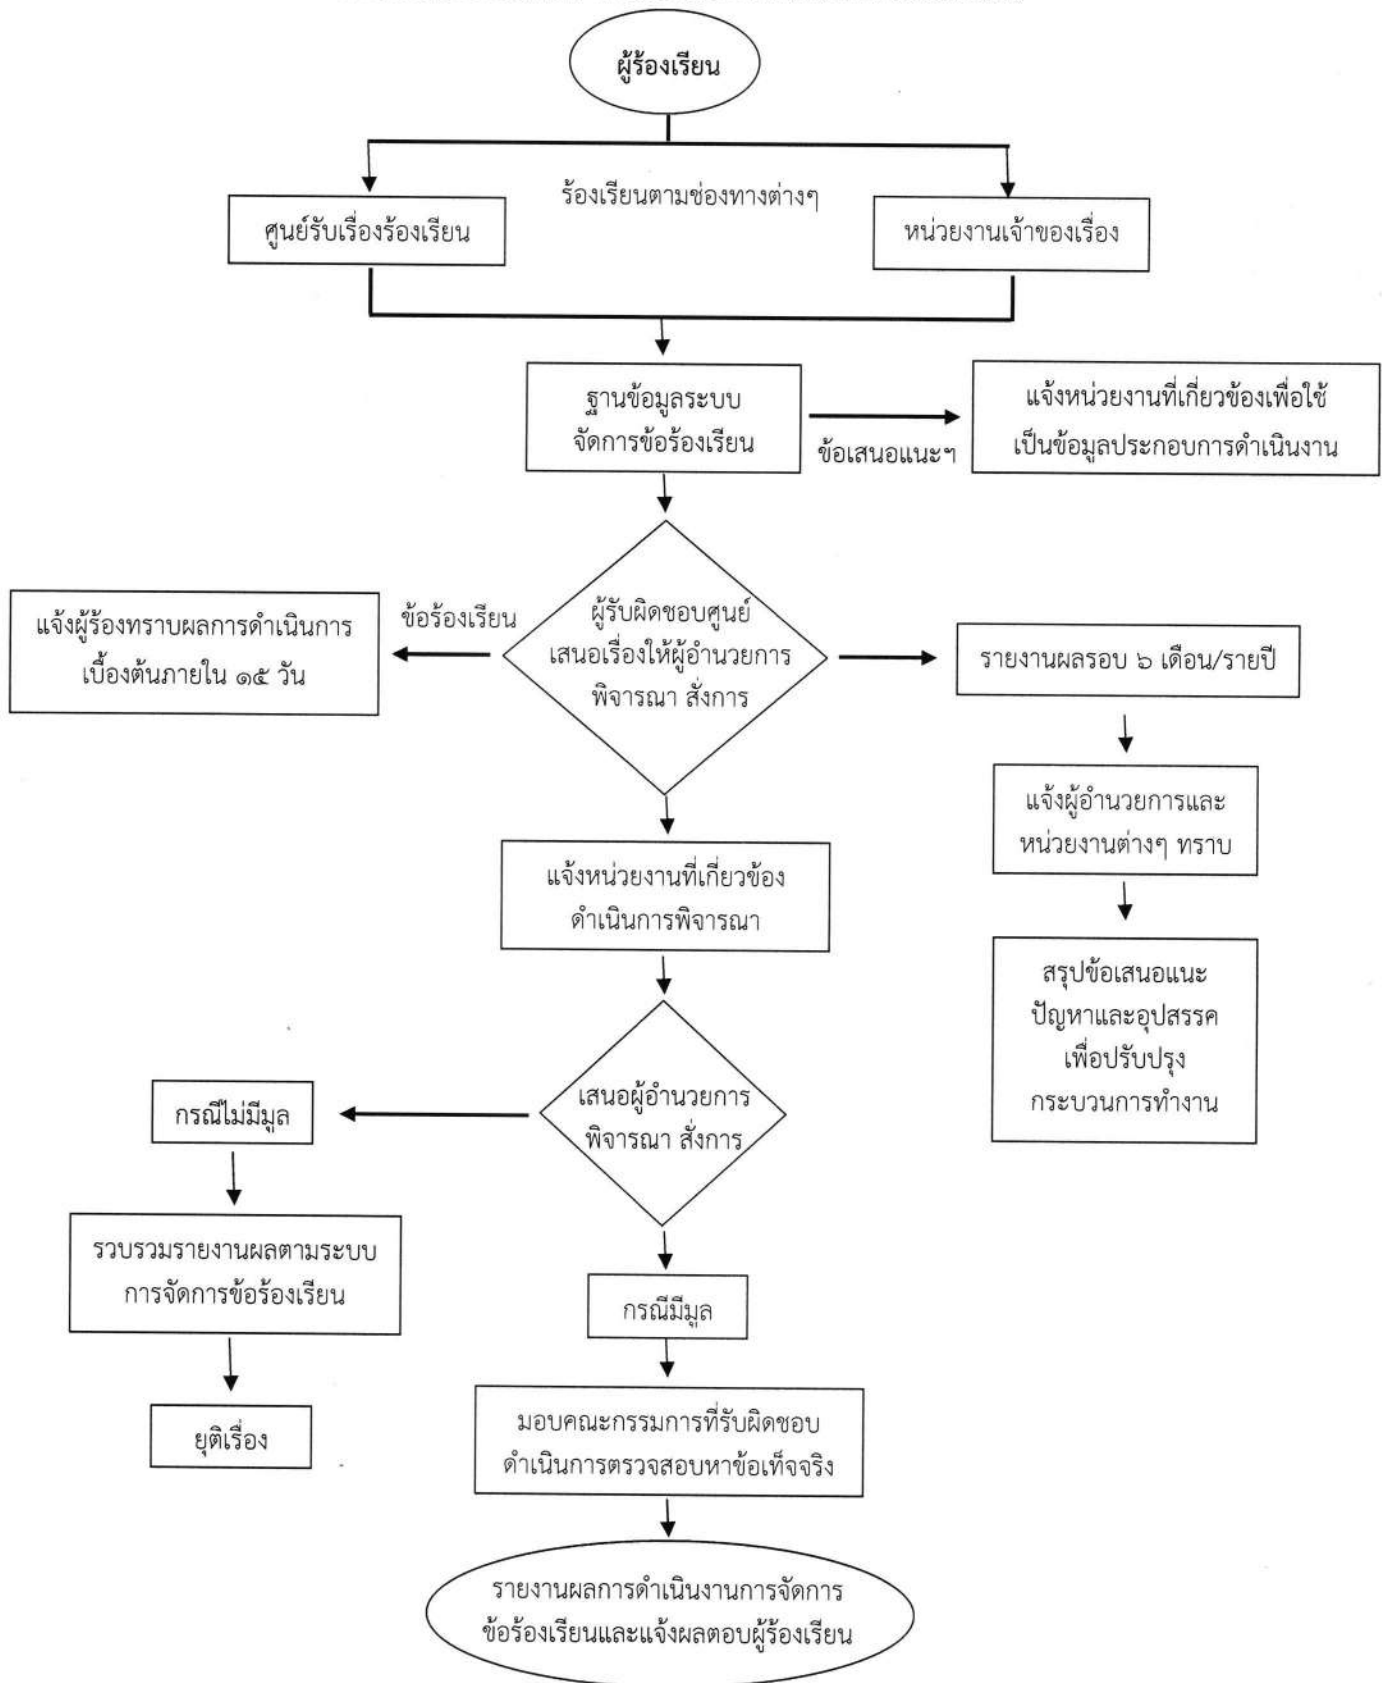 ผู้ร้องเรียน
ร้องเรียนตามช่องทางต่างๆ
ศูนย์รับเรื่องร้องเรียน
หน่วยงานเจ้าของเรื่อง
ฐานข้อมูลระบบ
จัดการข้อร้องเรียน
ข้อเสนอแนะฯ
แจ้งหน่วยงานที่เกี่ยวข้องเพื่อใช้
เป็นข้อมูลประกอบการดำเนินงาน
แจ้งผู้ร้องทราบผลการดำเนินการ
เบื้องต้นภายใน ๑๕ วัน
ข้อร้องเรียน
ผู้รับผิดชอบศูนย์
เสนอเรื่องให้ผู้อำนวยการ
พิจารณา สั่งการ
รายงานผลรอบ ๖ เดือน/รายปี
แจ้งผู้อำนวยการและ
หน่วยงานต่างๆ ทราบ
สรุปข้อเสนอแนะ
ปัญหาและอุปสรรค
เพื่อปรับปรุง
กระบวนการทำงาน
แจ้งหน่วยงานที่เกี่ยวข้อง
ดำเนินการพิจารณา
เสนอผู้อำนวยการ
พิจารณา สั่งการ
กรณีไม่มีมูล
รวบรวมรายงานผลตามระบบ
การจัดการข้อร้องเรียน
ยุติเรื่อง
กรณีมีมูล
มอบคณะกรรมการที่รับผิดชอบ
ดำเนินการตรวจสอบหาข้อเท็จจริง
รายงานผลการดำเนินงานการจัดการ
ข้อร้องเรียนและแจ้งผลตอบผู้ร้องเรียน